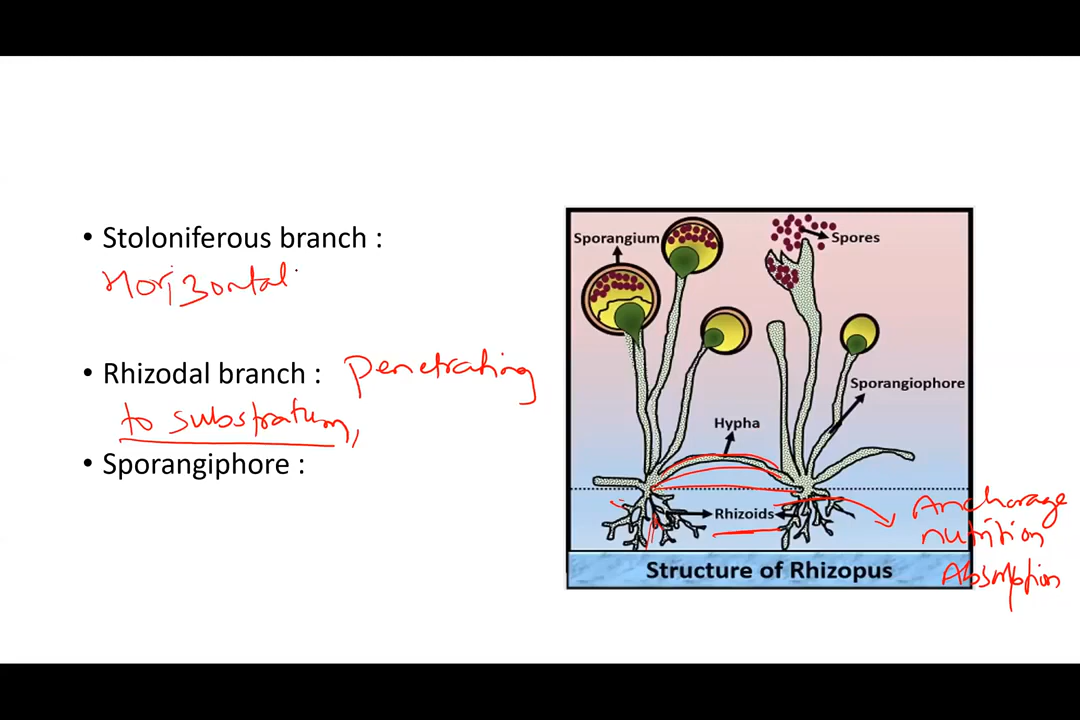 • Stoloniferous branch :
Horizontal
• Rhizodal branch : penetrating
to substratum,
• Sporangiphore :
Sporangium
Spores
Sporangiophore
Hypha
Rhizoids
Structure of Rhizopus
Anchorage
nutrition
Absorption